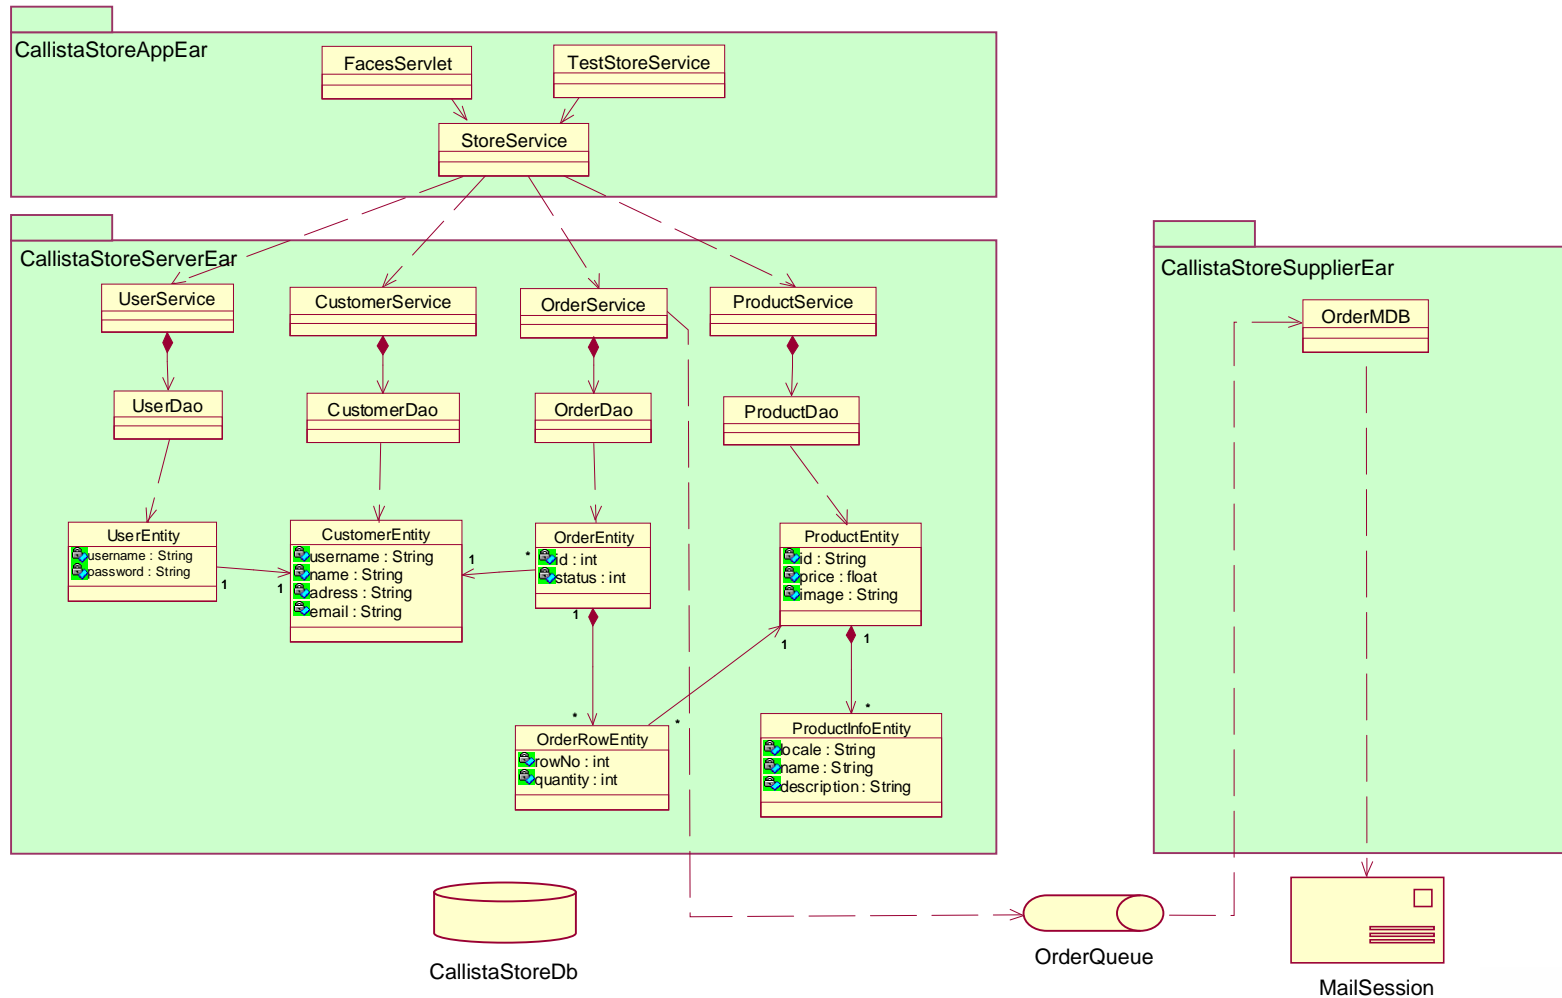 CallistaStoreAppEar
FacesServlet
TestStoreService
StoreService
CallistaStoreServerEar
UserService
CustomerService
OrderService
ProductService
UserDao
CustomerDao
OrderDao
ProductDao
UserEntity
username : String
password : String
1
1
CustomerEntity
username : String
name : String
adress : String
email : String
1
*
OrderEntity
id : int
status : int
1
*
ProductEntity
id : String
price : float
image : String
1
1
*
*
OrderRowEntity
rowNo : int
quantity : int
ProductInfoEntity
locale : String
name : String
description : String
CallistaStoreSupplierEar
OrderMDB
CallistaStoreDb
OrderQueue
MailSession